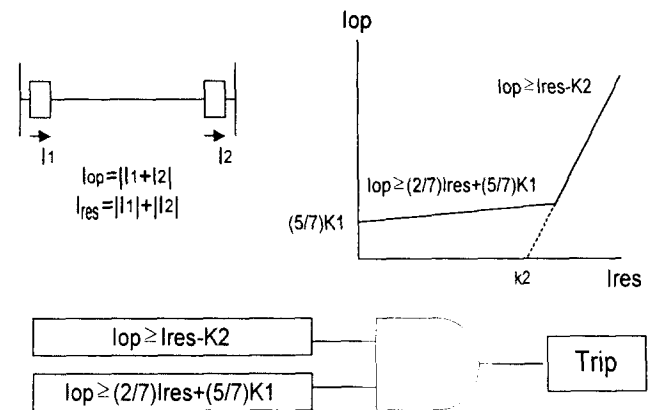 I1
I2
Iop=|I1+I2|
Ires=|I1|+|I2|
Iop
Iop≥Ires-K2
Iop≥(2/7)Ires+(5/7)K1
(5/7)K1
k2
Ires
Iop≥Ires-K2
Iop≥(2/7)Ires+(5/7)K1
Trip